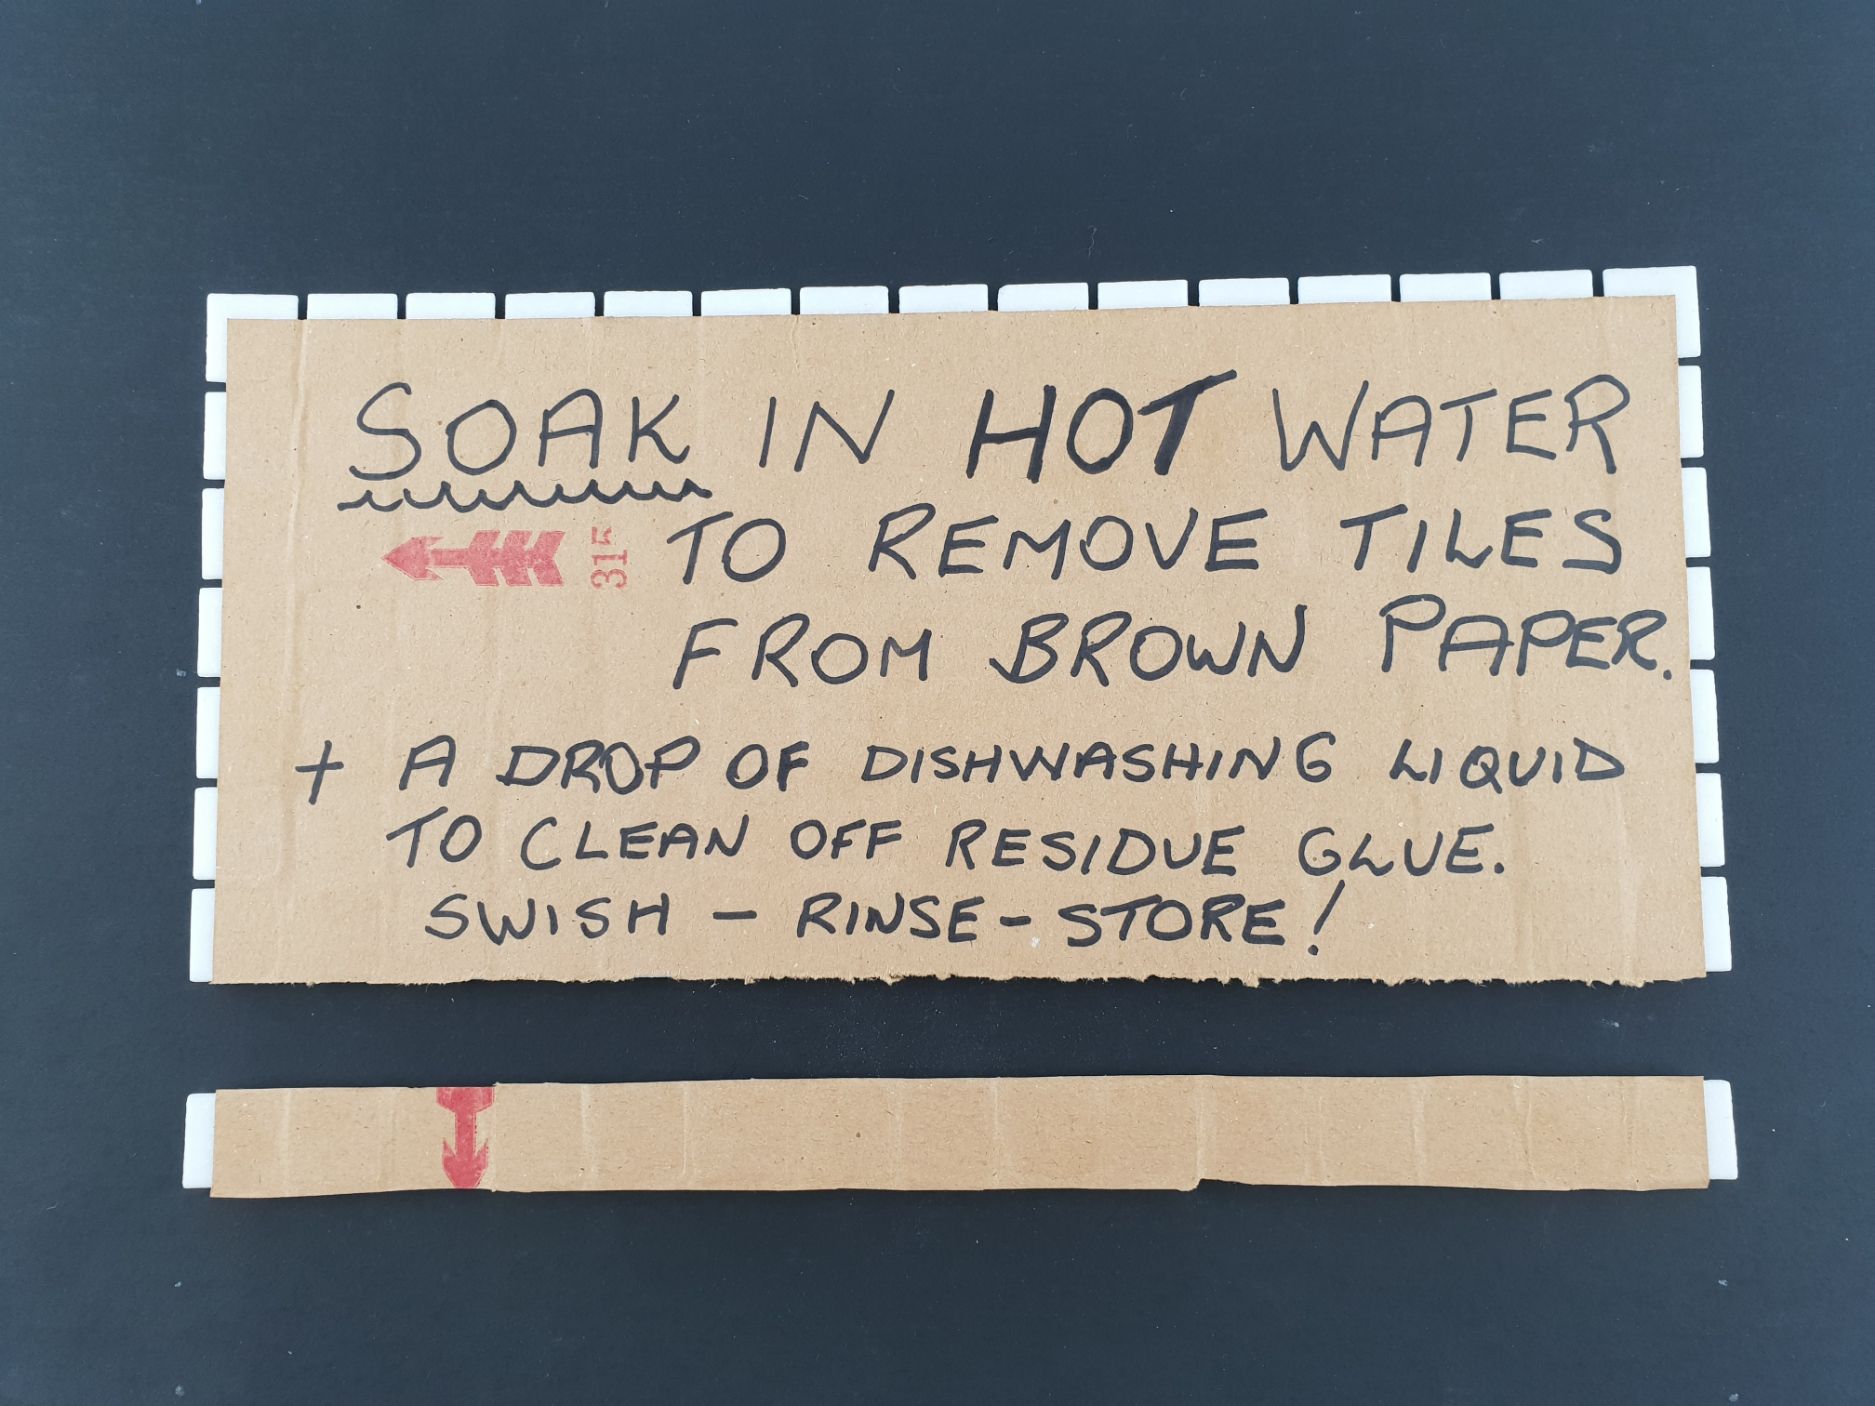 SOAK IN HOT WATER
315
TO REMOVE TILES
FROM BROWN PAPER.
+ A DROP OF DISHWASHING LIQUID
TO CLEAN OFF RESIDUE GLUE.
SWISH - RINSE - STORE!